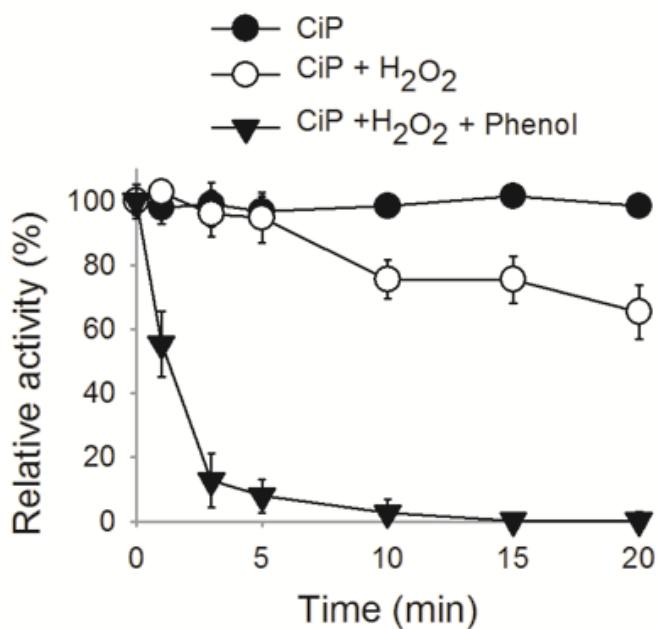 CiP
CiP + H₂O₂
CiP +H₂O₂ + Phenol
Relative activity (%)
100
80
60
40
20
0
0 5 10 15 20
Time (min)